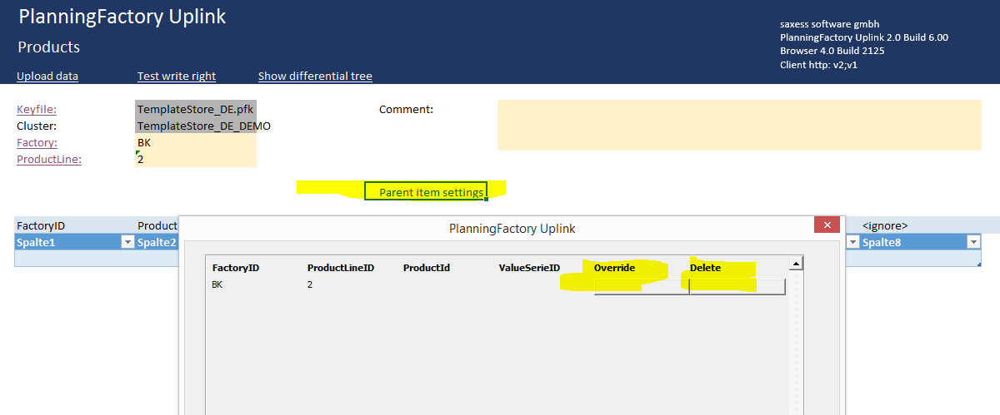 PlanningFactory Uplink
Products
saxess software gmbh
PlanningFactory Uplink 2.0 Build 6.00
Browser 4.0 Build 2125
Client http: v2;v1
Upload data Test write right Show differential tree
Keyfile: TemplateStore_DE.pfk Comment:
Cluster: TemplateStore_DE_DEMO
Factory: BK
ProductLine: 2
Parent item settings
FactoryID Product <ignore>
Spalte1 Spalte2 Spalte8
PlanningFactory Uplink
FactoryID ProductLineID ProductId ValueSerieID Override Delete
BK 2